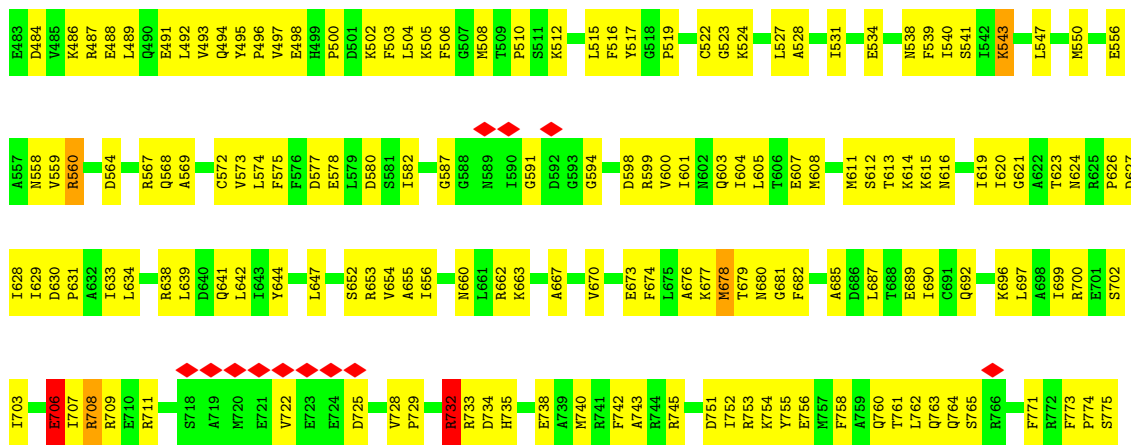 E483 D484 V485 K486 R487 E488 L489 Q490 E491 L492 V493 Q494 Y495 P496 V497 E498 H499 P500 D501 K502 F503 L504 K505 F506 G507 M508 T509 P510 S511 K512 L515 F516 Y517 G518 P519 C522 G523 K524 L527 A528 I531 E534 N538 F539 I540 S541 I542 K543 L547 M550 E556
A557 N558 V559 R560 D564 R567 Q568 A569 C572 V573 L574 F575 F576 D577 E578 L579 D580 S581 I582 G587 G588 N589 I590 G591 D592 G593 G594 D598 R599 V600 I601 N602 Q603 I604 L605 T606 E607 M608 M611 S612 T613 K614 K615 N616 I619 I620 G621 A622 T623 N624 R625 P626 D627
I628 I629 D630 P631 A632 I633 L634 R638 L639 D640 Q641 L642 I643 Y644 L647 S652 R653 V654 A655 I656 N660 L661 R662 K663 A667 V670 E673 F674 L675 A676 K677 M678 T679 N680 G681 F682 A685 D686 L687 T688 E689 I690 C691 Q692 K696 L697 A698 I699 R700 E701 S702
I703 E706 I707 R708 R709 E710 R711 S718 A719 M720 E721 V722 E723 E724 D725 V728 P729 R732 R733 D734 H735 E738 A739 M740 R741 F742 A743 R744 R745 D751 I752 R753 K754 Y755 E756 M757 F758 A759 Q760 T761 L762 Q763 Q764 S765 R766 F771 R772 F773 P774 S775